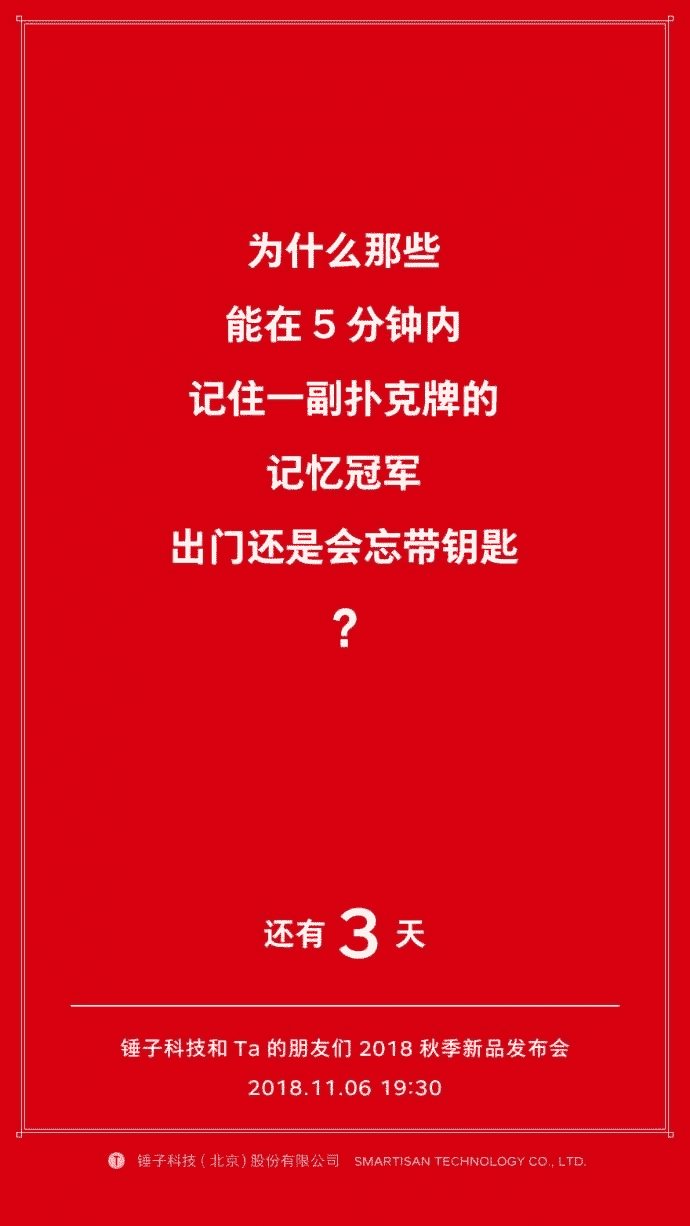 为什么那些
能在 5 分钟内
记住一副扑克牌的
记忆冠军
出门还是会忘带钥匙
?
还有 3 天
锤子科技和 Ta 的朋友们 2018 秋季新品发布会
2018.11.06 19:30
T 锤子科技 ( 北京 ) 股份有限公司 SMARTISAN TECHNOLOGY CO., LTD.